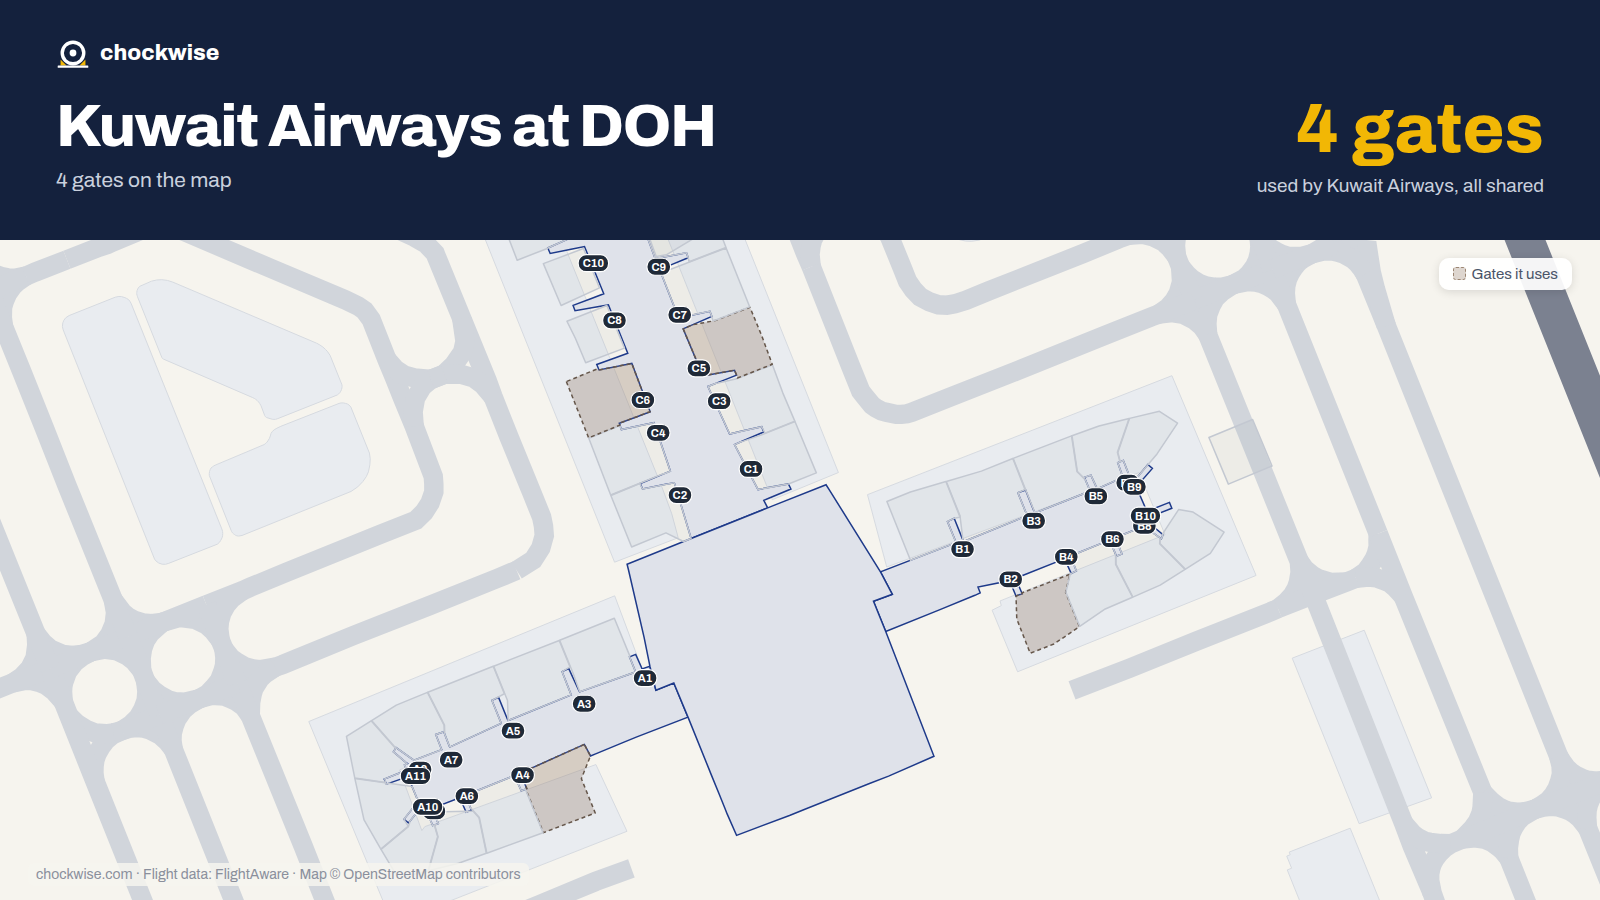 chockwise
Kuwait Airways at DOH
4 gates on the map
4 gates
used by Kuwait Airways, all shared
Gates it uses
C10
C9
C8
C7
C5
C6
C3
C4
C1
C2
B9
B5
B10
B8
B3
B6
B1
B4
B2
A1
A3
A5
A7
A11
A4
A6
A10
chockwise.com · Flight data: FlightAware · Map © OpenStreetMap contributors